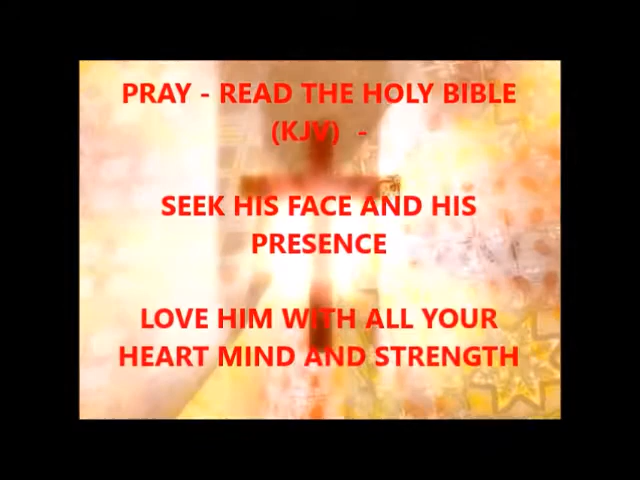 PRAY - READ THE HOLY BIBLE
(KJV) -
SEEK HIS FACE AND HIS
PRESENCE
LOVE HIM WITH ALL YOUR
HEART MIND AND STRENGTH